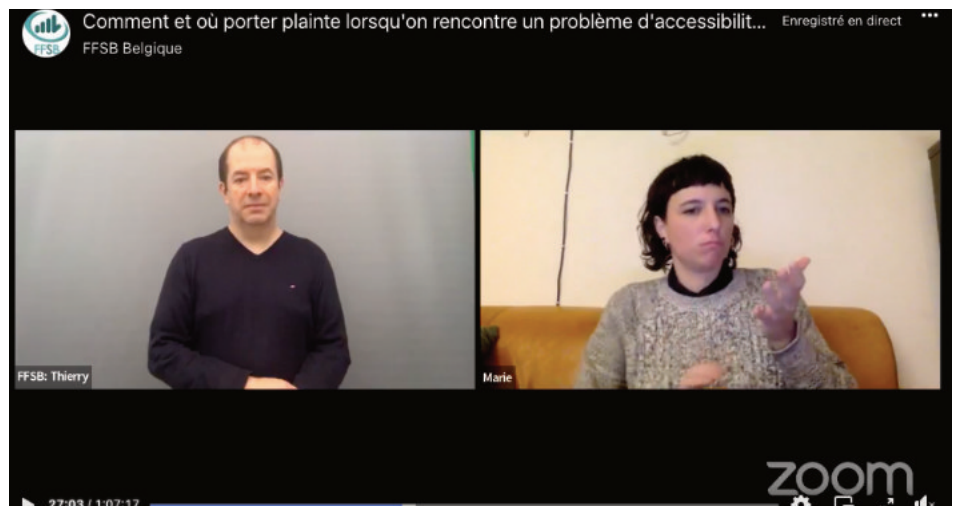 Comment et où porter plainte lorsqu'on rencontre un problème d'accessibilit...
Enregistré en direct
FFSB
FFSB Belgique
FFSB: Thierry
Marie
zoom
27:03 / 1:07:17